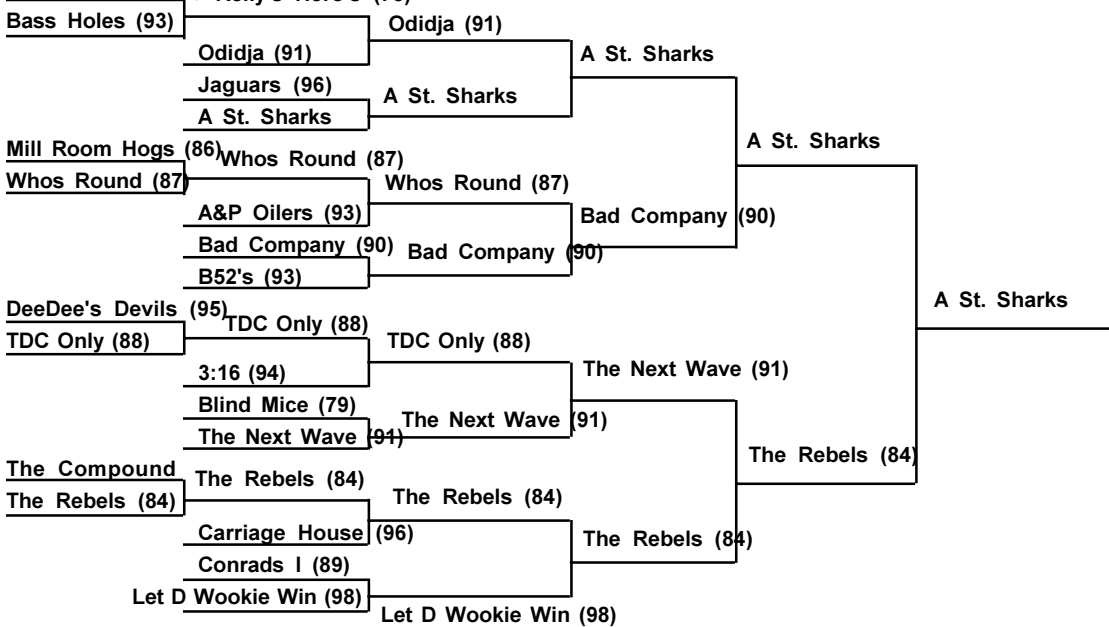 Bass Holes (93)
Odidja (91)
Odidja (91)
A St. Sharks
Jaguars (96)
A St. Sharks
A St. Sharks
A St. Sharks
Mill Room Hogs (86)
Whos Round (87)
Whos Round (87)
Whos Round (87)
A&P Oilers (93)
Bad Company (90)
Bad Company (90)
Bad Company (90)
B52's (93)
A St. Sharks
DeeDee's Devils (95)
TDC Only (88)
TDC Only (88)
TDC Only (88)
The Next Wave (91)
3:16 (94)
Blind Mice (79)
The Next Wave (91)
The Next Wave (91)
The Rebels (84)
The Compound
The Rebels (84)
The Rebels (84)
The Rebels (84)
Carriage House (96)
The Rebels (84)
Conrads I (89)
Let D Wookie Win (98)
Let D Wookie Win (98)